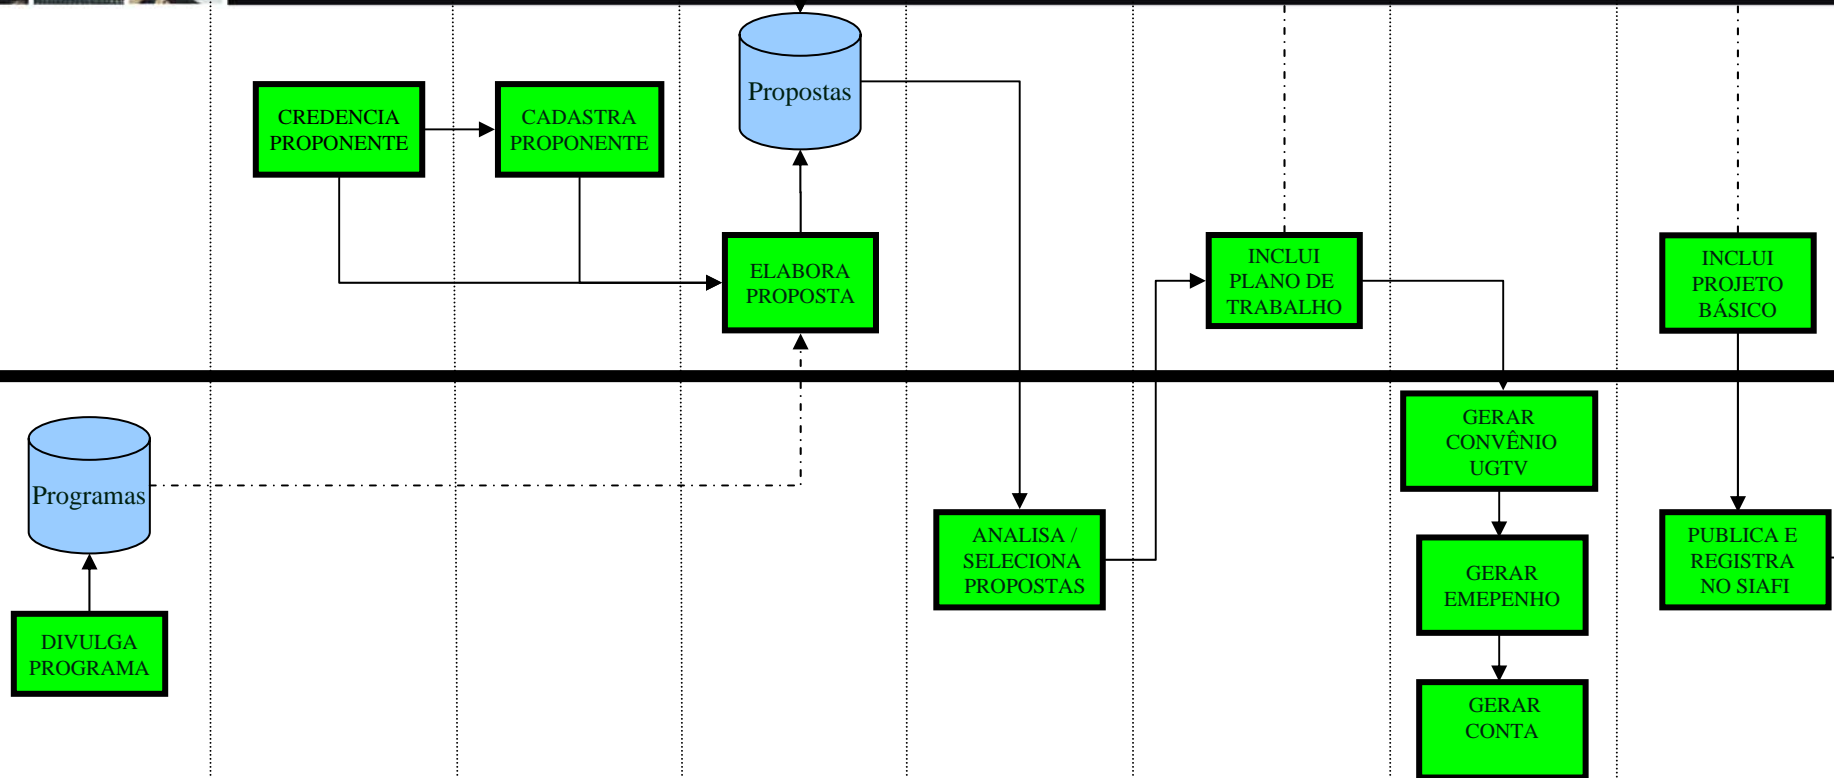 CREDENCIA
PROPONENTE
CADASTRA
PROPONENTE
Propostas
ELABORA
PROPOSTA
INCLUI
PLANO DE
TRABALHO
INCLUI
PROJETO
BÁSICO
Programas
DIVULGA
PROGRAMA
ANALISA /
SELECIONA
PROPOSTAS
GERAR
CONVÊNIO
UGTV
GERAR
EMEPENHO
GERAR
CONTA
PUBLICA E
REGISTRA
NO SIAFI